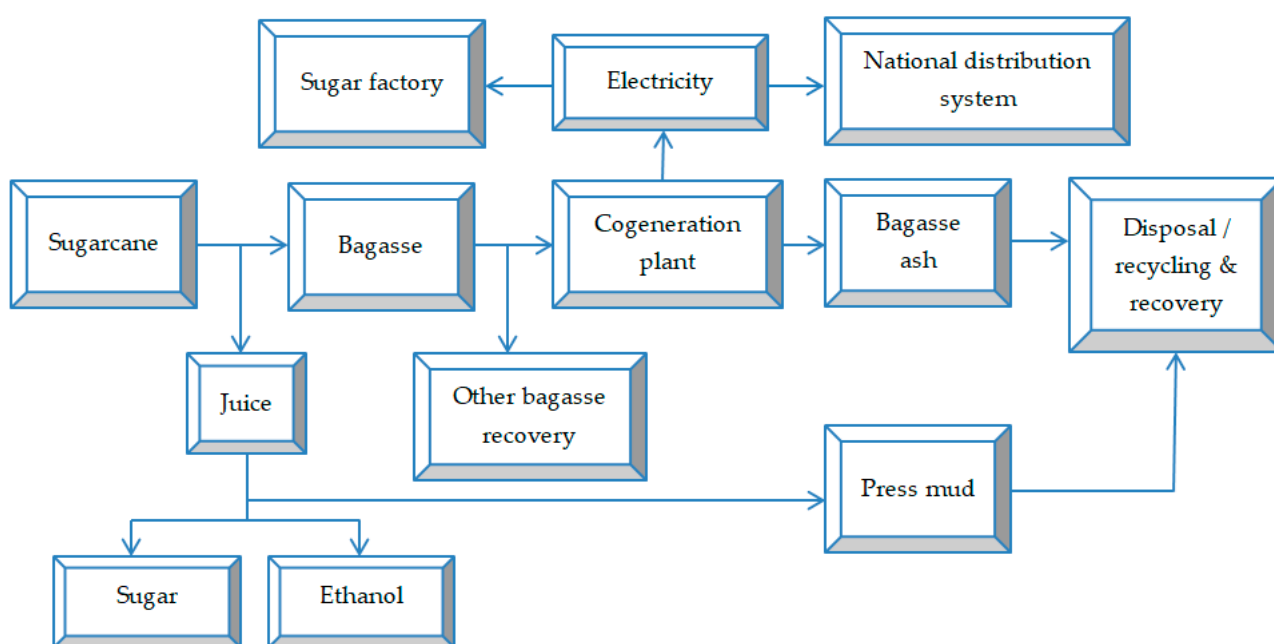 Sugar factory
Electricity
National distribution
system
Sugarcane
Bagasse
Cogeneration
plant
Bagasse
ash
Disposal /
recycling &
recovery
Juice
Other bagasse
recovery
Press mud
Sugar
Ethanol